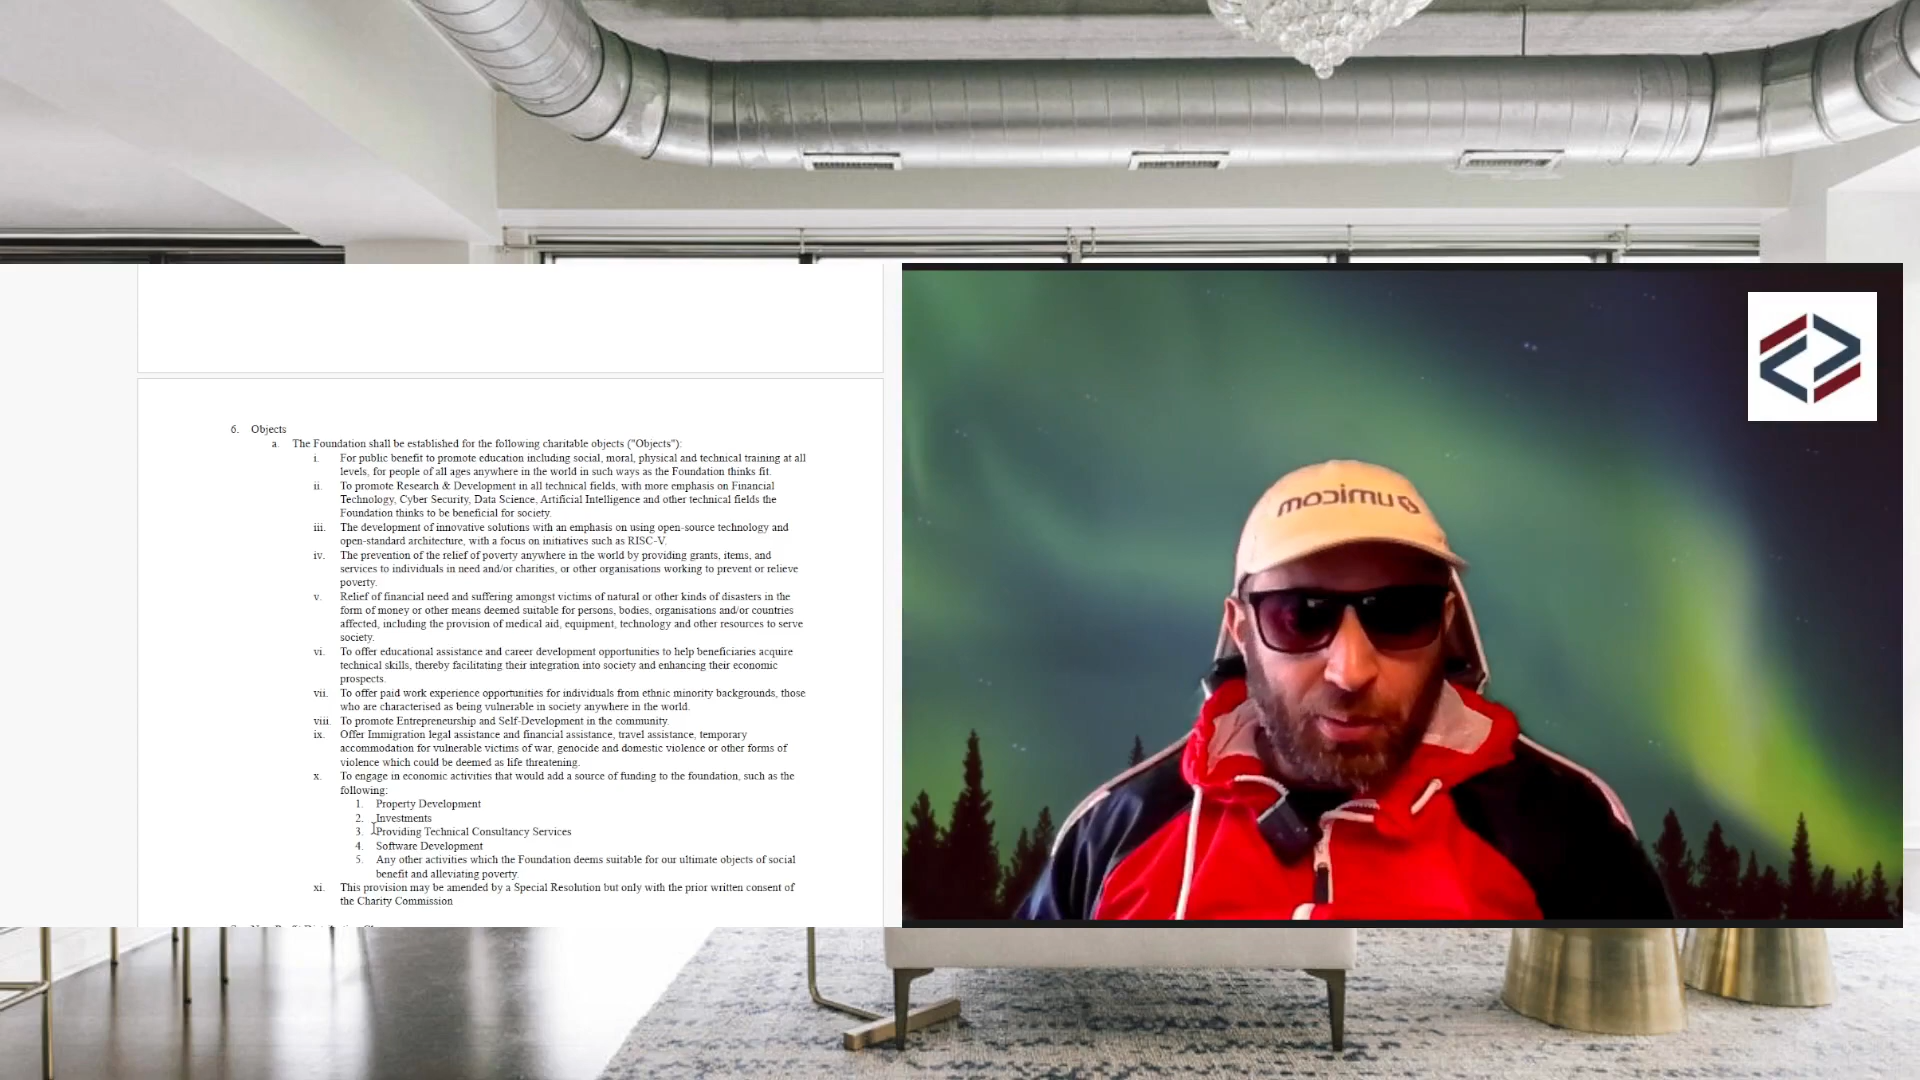 6. Objects
a. The Foundation shall be established for the following charitable objects ("Objects"):
i. For public benefit to promote education including social, moral, physical and technical training at all
levels, for people of all ages anywhere in the world in such ways as the Foundation thinks fit.
ii. To promote Research & Development in all technical fields, with more emphasis on Financial
Technology, Cyber Security, Data Science, Artificial Intelligence and other technical fields the
Foundation thinks to be beneficial for society.
iii. The development of innovative solutions with an emphasis on using open-source technology and
open-standard architecture, with a focus on initiatives such as RISC-V.
iv. The prevention of the relief of poverty anywhere in the world by providing grants, items, and
services to individuals in need and/or charities, or other organisations working to prevent or relieve
poverty.
v. Relief of financial need and suffering amongst victims of natural or other kinds of disasters in the
form of money or other means deemed suitable for persons, bodies, organisations and/or countries
affected, including the provision of medical aid, equipment, technology and other resources to serve
society.
vi. To offer educational assistance and career development opportunities to help beneficiaries acquire
technical skills, thereby facilitating their integration into society and enhancing their economic
prospects.
vii. To offer paid work experience opportunities for individuals from ethnic minority backgrounds, those
who are characterised as being vulnerable in society anywhere in the world.
viii. To promote Entrepreneurship and Self-Development in the community.
ix. Offer Immigration legal assistance and financial assistance, travel assistance, temporary
accommodation for vulnerable victims of war, genocide and domestic violence or other forms of
violence which could be deemed as life threatening.
x. To engage in economic activities that would add a source of funding to the foundation, such as the
following:
1. Property Development
2. Investments
3. Providing Technical Consultancy Services
4. Software Development
5. Any other activities which the Foundation deems suitable for our ultimate objects of social
benefit and alleviating poverty.
xi. This provision may be amended by a Special Resolution but only with the prior written consent of
the Charity Commission
umicom